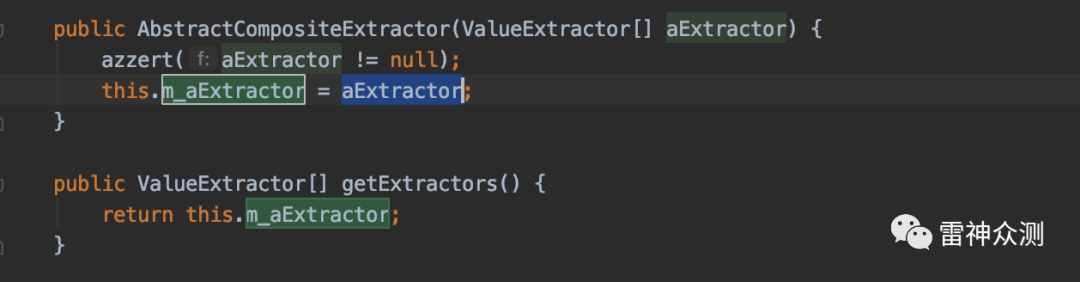 public AbstractCompositeExtractor(ValueExtractor[] aExtractor) {
azzert( f: aExtractor != null);
this.m_aExtractor = aExtractor;
}
public ValueExtractor[] getExtractors() {
return this.m_aExtractor;
}
雷神众测